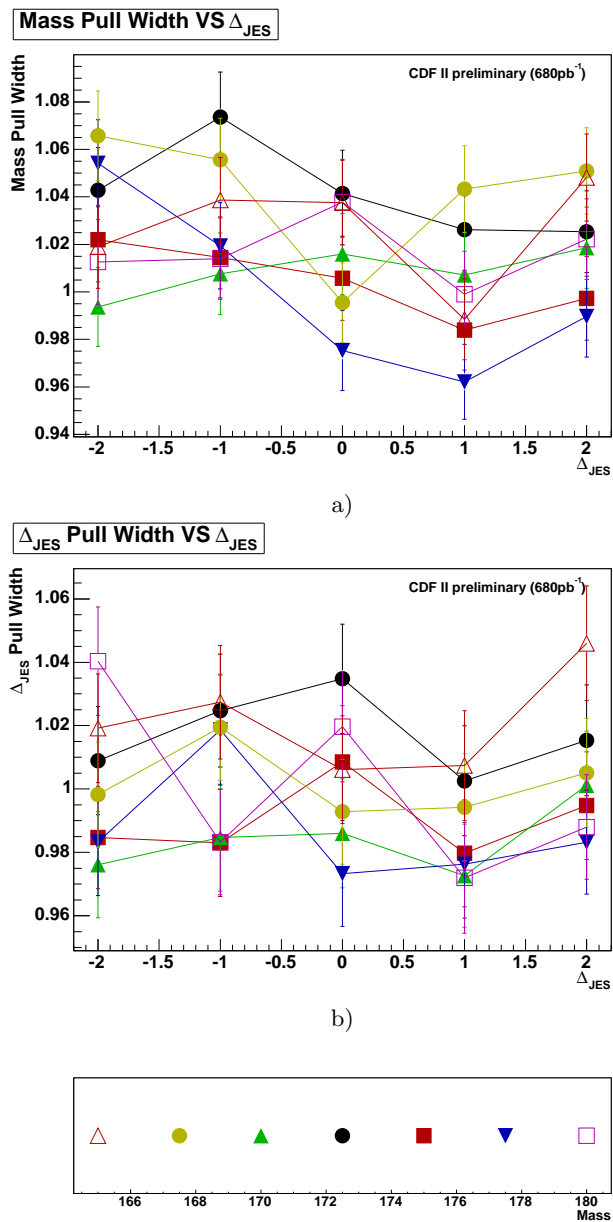 Mass Pull Width VS Δ_JES
CDF II preliminary (680pb⁻¹)
Mass Pull Width
1.08
1.06
1.04
1.02
1
0.98
0.96
0.94
-2 -1.5 -1 -0.5 0 0.5 1 1.5 2
Δ_JES
a)
Δ_JES Pull Width VS Δ_JES
CDF II preliminary (680pb⁻¹)
Δ_JES Pull Width
1.06
1.04
1.02
1
0.98
0.96
-2 -1.5 -1 -0.5 0 0.5 1 1.5 2
Δ_JES
b)
166 168 170 172 174 176 178 180
Mass